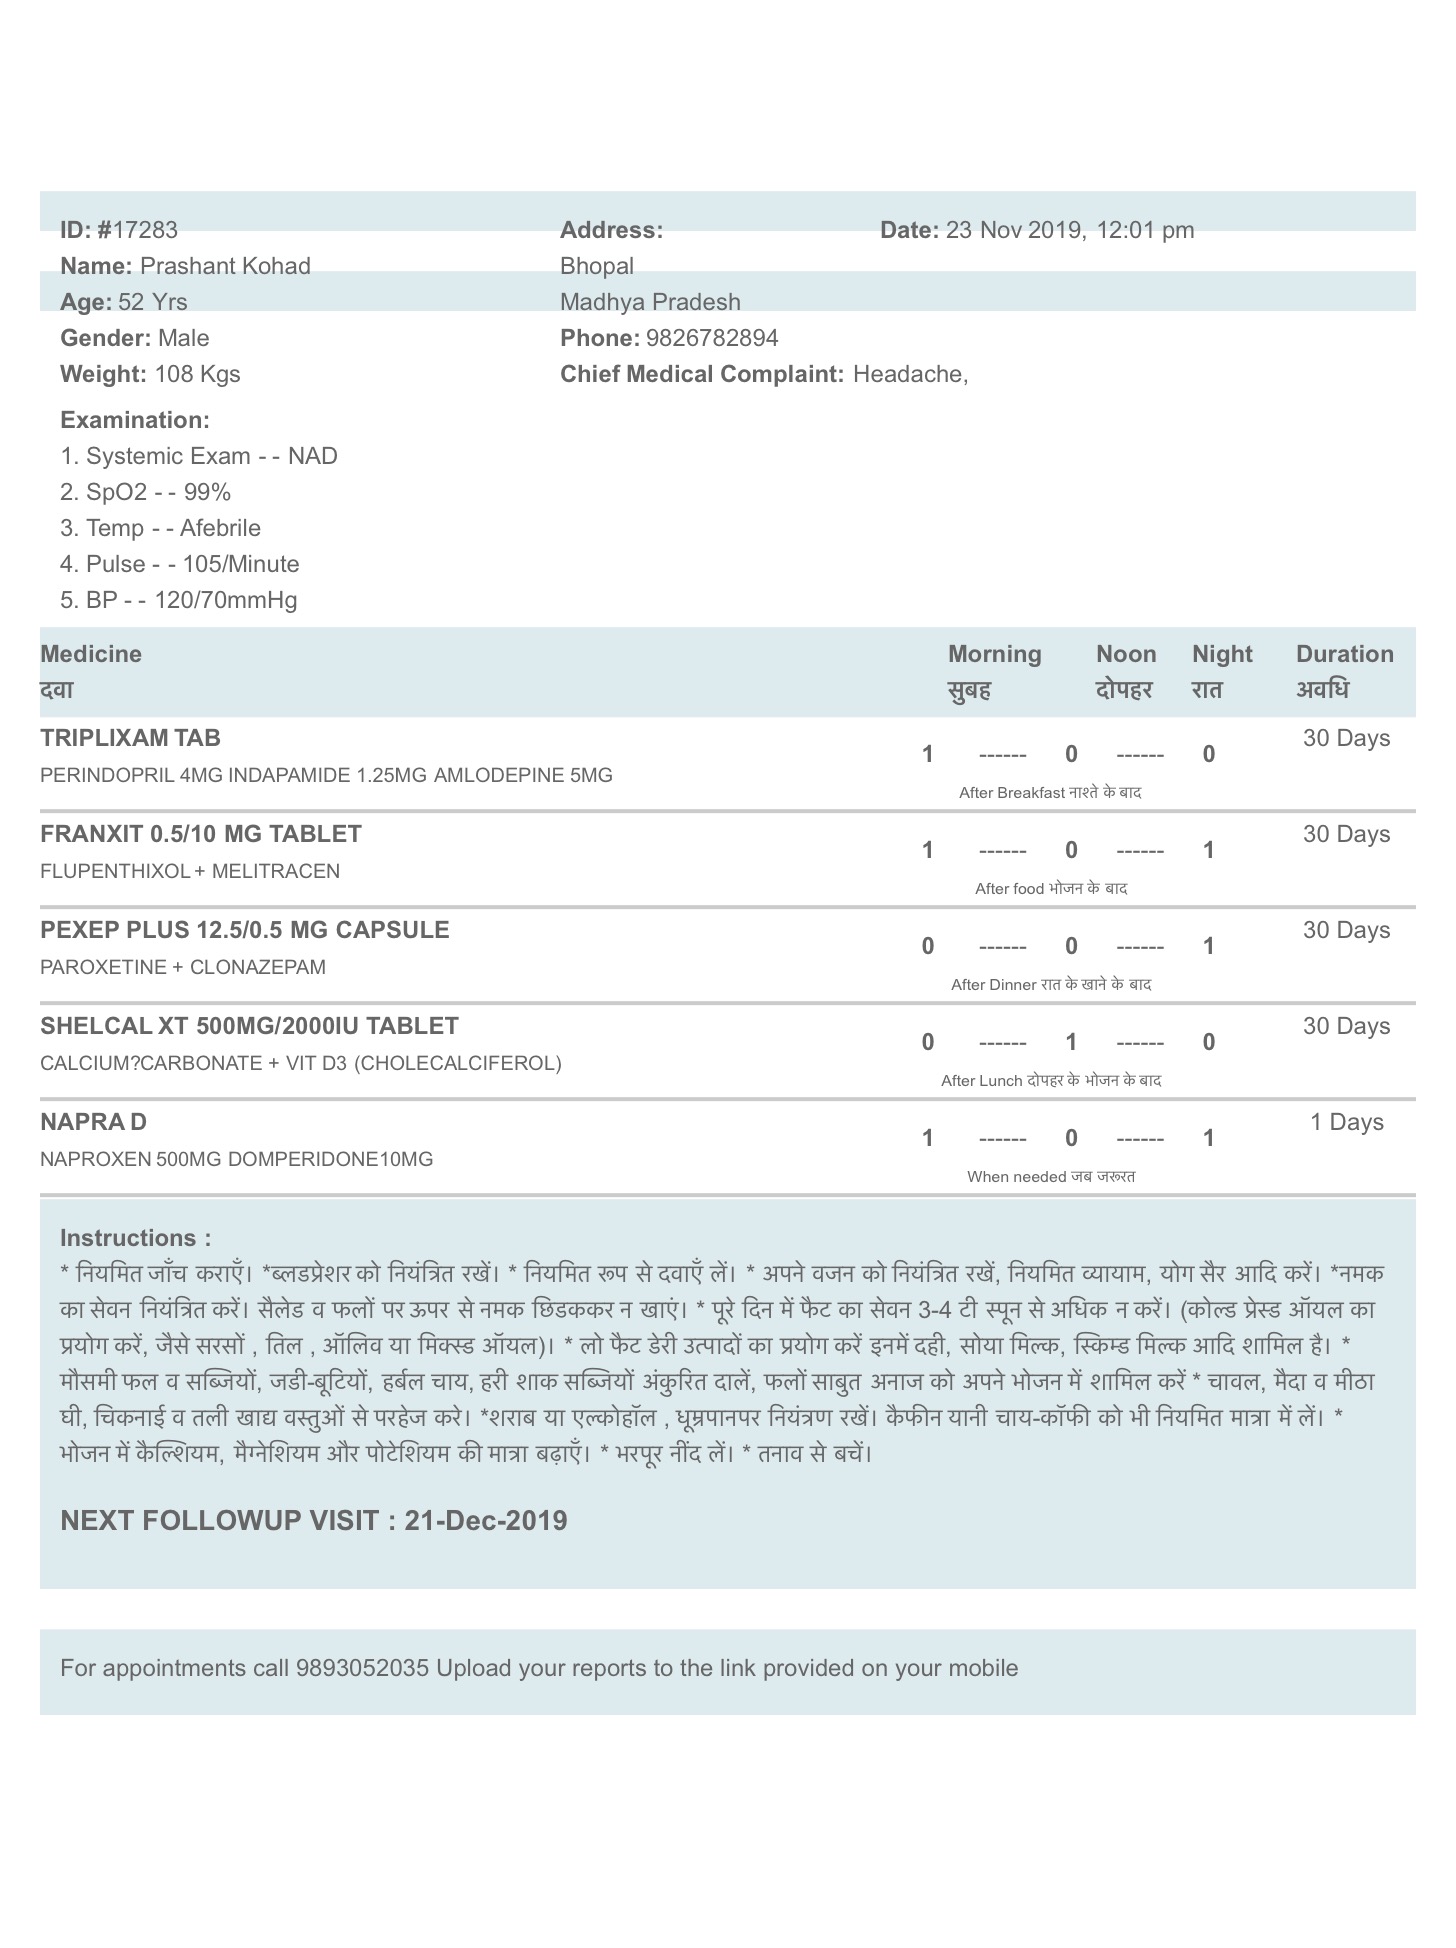 ID: #17283 Address: Date: 23 Nov 2019, 12:01 pm
Name: Prashant Kohad Bhopal
Age: 52 Yrs Madhya Pradesh
Gender: Male Phone: 9826782894
Weight: 108 Kgs Chief Medical Complaint: Headache,
Examination:
1. Systemic Exam - - NAD
2. SpO2 - - 99%
3. Temp - - Afebrile
4. Pulse - - 105/Minute
5. BP - - 120/70mmHg
Medicine Morning Noon Night Duration
दवा सुबह दोपहर रात अवधि
TRIPLIXAM TAB 30 Days
1 ------ 0 ------ 0
PERINDOPRIL 4MG INDAPAMIDE 1.25MG AMLODEPINE 5MG
After Breakfast नाश्ते के बाद
FRANXIT 0.5/10 MG TABLET 30 Days
1 ------ 0 ------ 1
FLUPENTHIXOL + MELITRACEN
After food भोजन के बाद
PEXEP PLUS 12.5/0.5 MG CAPSULE 30 Days
0 ------ 0 ------ 1
PAROXETINE + CLONAZEPAM
After Dinner रात के खाने के बाद
SHELCAL XT 500MG/2000IU TABLET 30 Days
0 ------ 1 ------ 0
CALCIUM?CARBONATE + VIT D3 (CHOLECALCIFEROL)
After Lunch दोपहर के भोजन के बाद
NAPRA D 1 Days
1 ------ 0 ------ 1
NAPROXEN 500MG DOMPERIDONE10MG
When needed जब जरूरत
Instructions :
* नियमित जाँच कराएँ। *ब्लडप्रेशर को नियंत्रित रखें। * नियमित रूप से दवाएँ लें। * अपने वजन को नियंत्रित रखें, नियमित व्यायाम, योग सैर आदि करें। *नमक
का सेवन नियंत्रित करें। सैलेड व फलों पर ऊपर से नमक छिडककर न खाएं। * पूरे दिन में फैट का सेवन 3-4 टी स्पून से अधिक न करें। (कोल्ड प्रेस्ड ऑयल का
प्रयोग करें, जैसे सरसों , तिल , ऑलिव या मिक्स्ड ऑयल)। * लो फैट डेरी उत्पादों का प्रयोग करें इनमें दही, सोया मिल्क, स्किम्ड मिल्क आदि शामिल है। *
मौसमी फल व सब्जियों, जडी-बूटियों, हर्बल चाय, हरी शाक सब्जियों अंकुरित दालें, फलों साबुत अनाज को अपने भोजन में शामिल करें * चावल, मैदा व मीठा
घी, चिकनाई व तली खाद्य वस्तुओं से परहेज करे। *शराब या एल्कोहॉल , धूम्रपानपर नियंत्रण रखें। कैफीन यानी चाय-कॉफी को भी नियमित मात्रा में लें। *
भोजन में कैल्शियम, मैग्नेशियम और पोटेशियम की मात्रा बढ़ाएँ। * भरपूर नींद लें। * तनाव से बचें।
NEXT FOLLOWUP VISIT : 21-Dec-2019
For appointments call 9893052035 Upload your reports to the link provided on your mobile